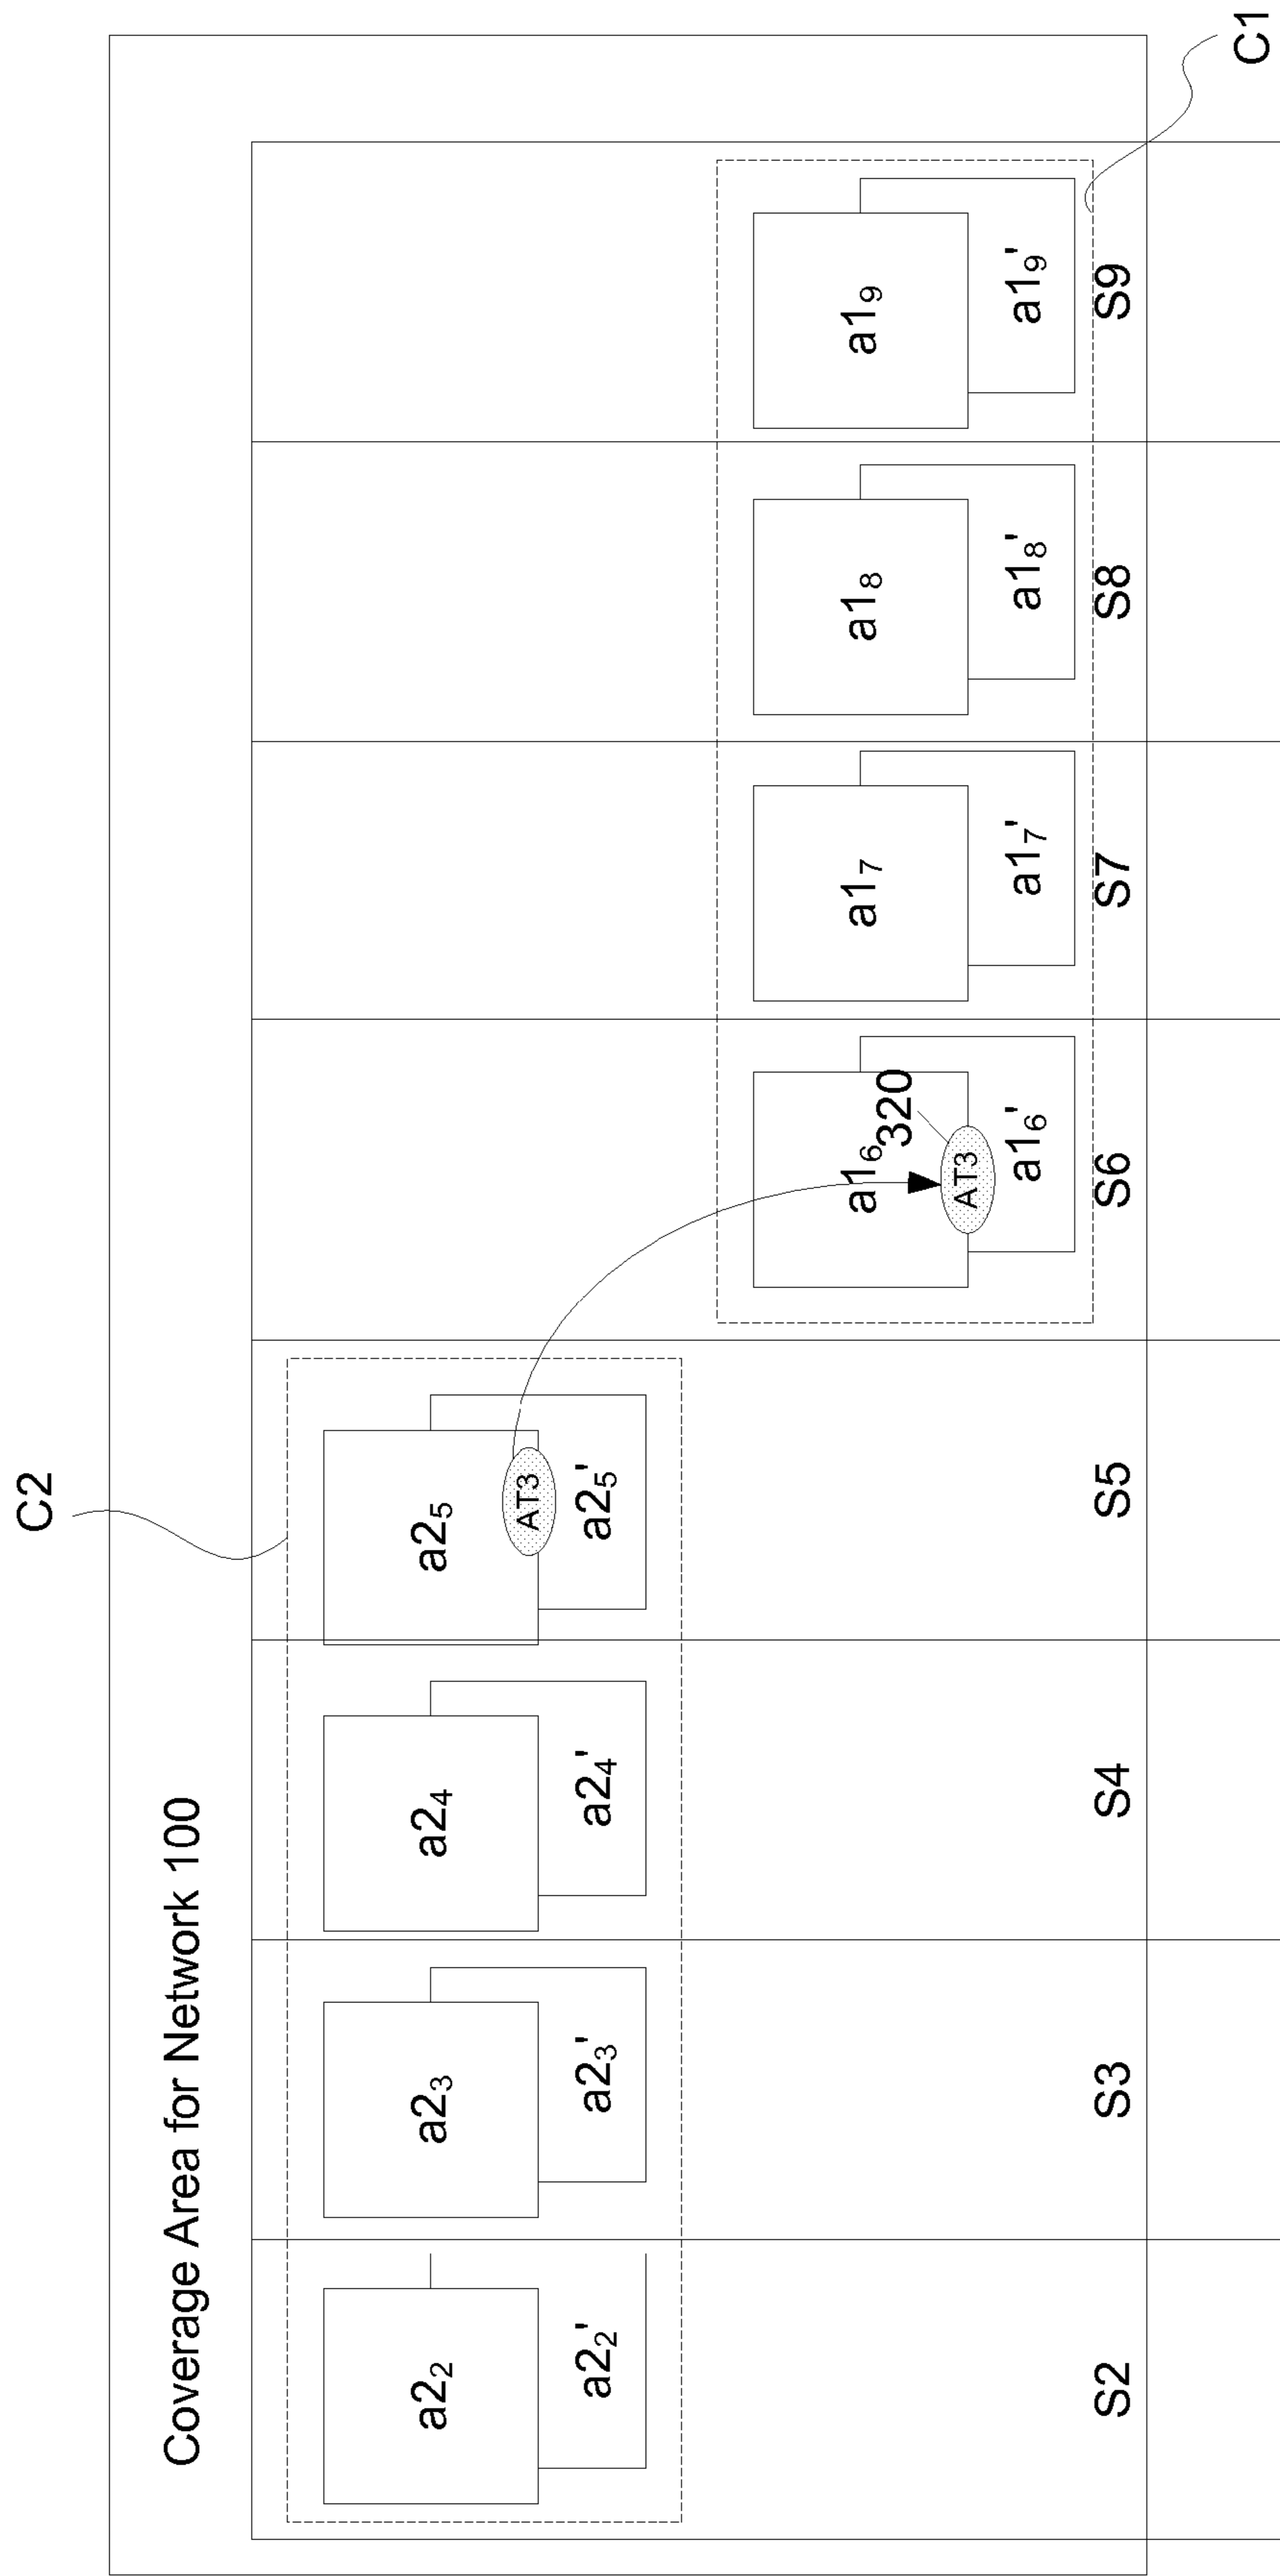 C2
Coverage Area for Network 100
a2₂
a2₂'
a2₃
a2₃'
a2₄
a2₄'
a2₅
a2₅'
AT3
a1₆
a1₆'
320
AT3
a1₇
a1₇'
a1₈
a1₈'
a1₉
a1₉'
S2
S3
S4
S5
S6
S7
S8
S9
C1